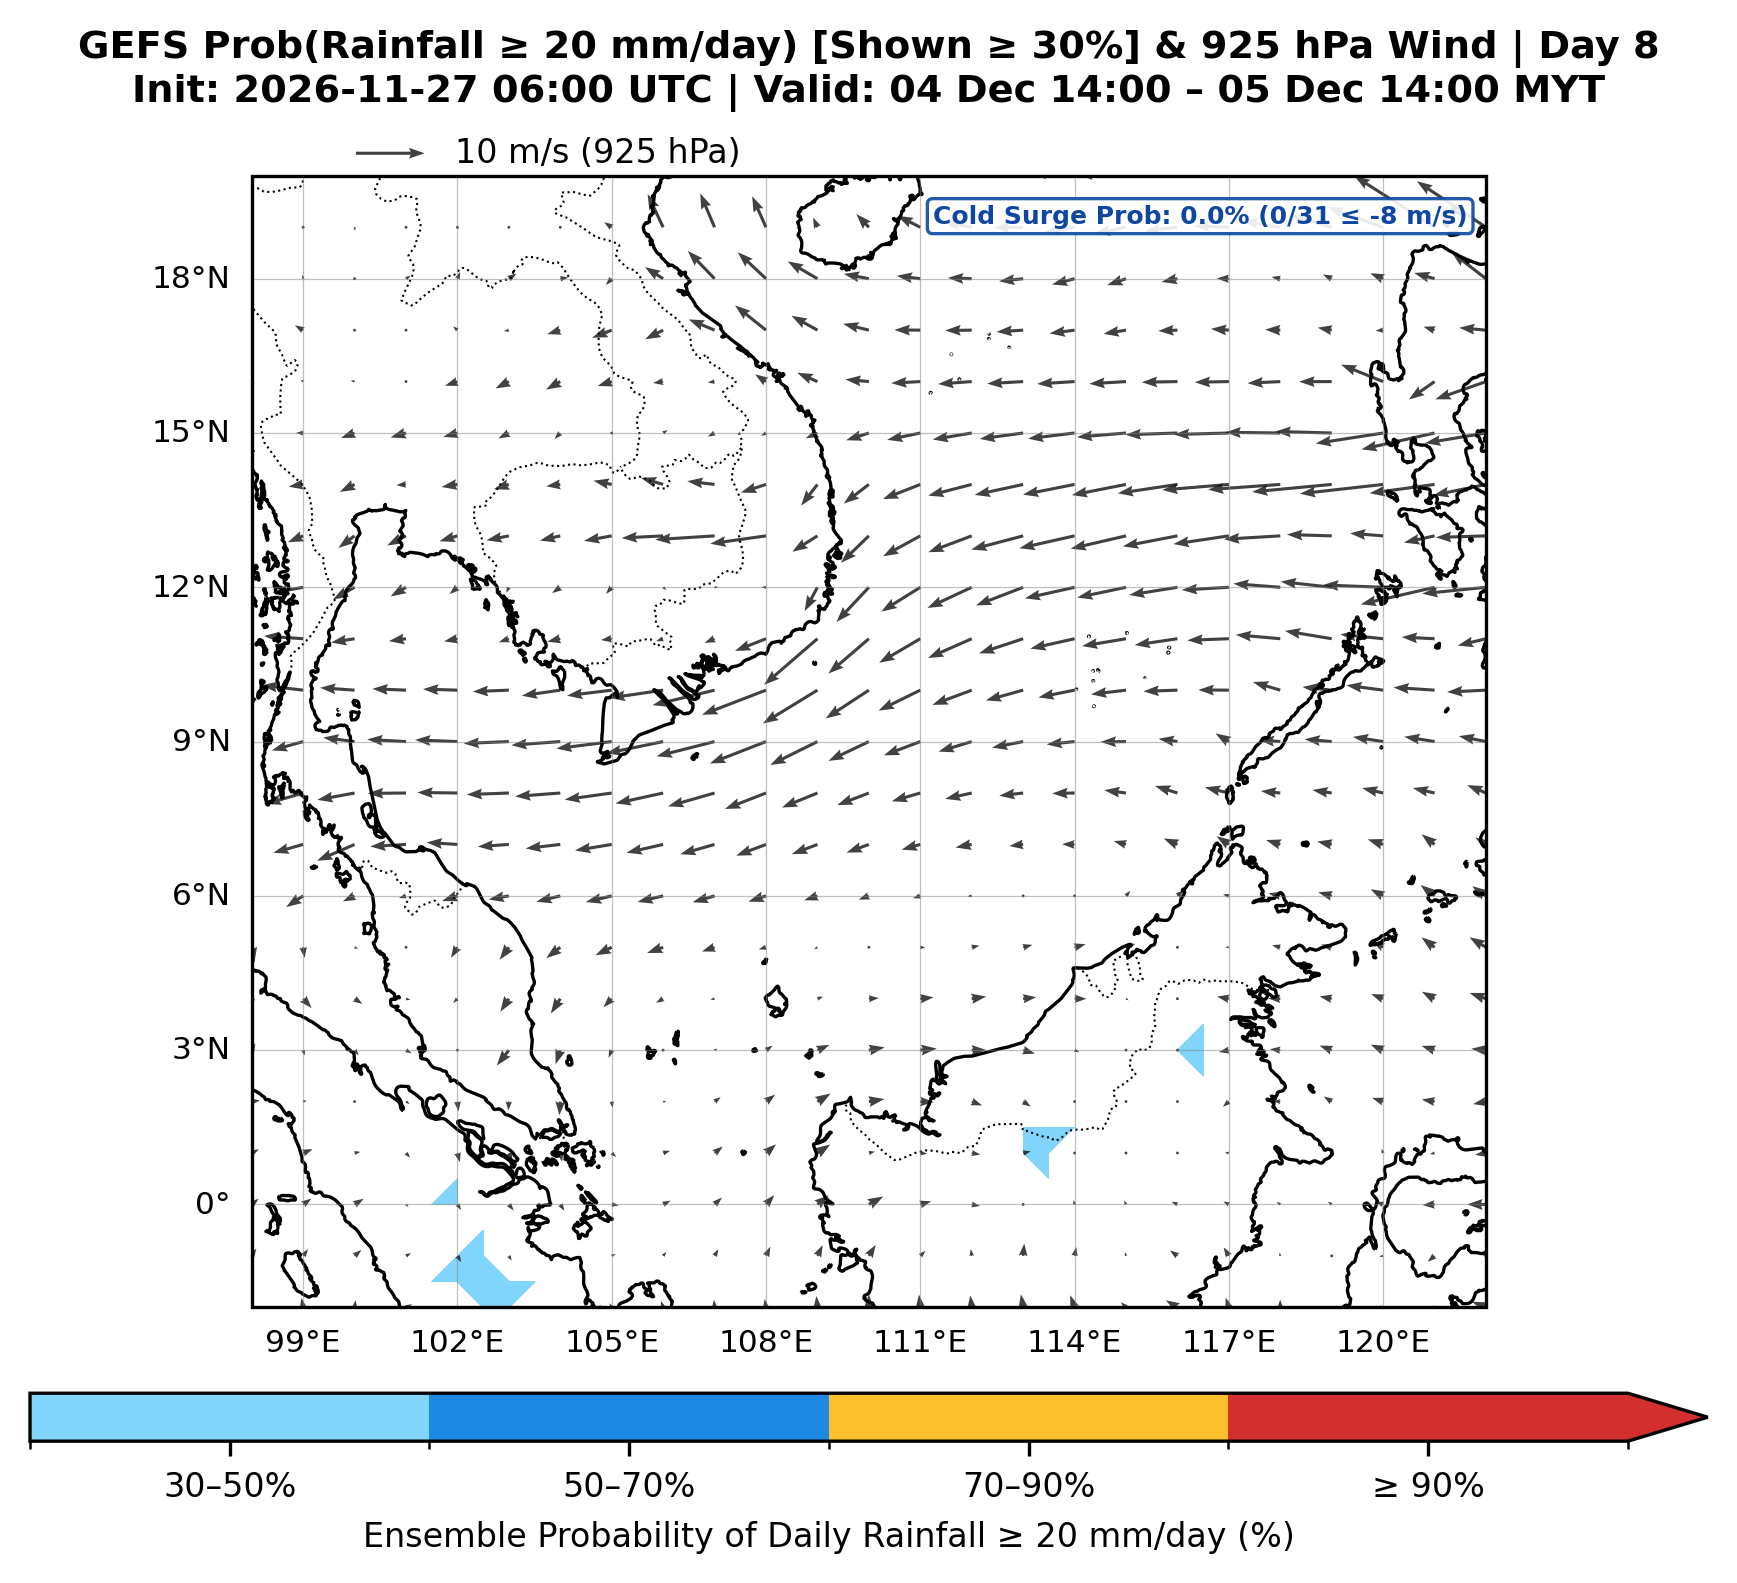 GEFS Prob(Rainfall ≥ 20 mm/day) [Shown ≥ 30%] & 925 hPa Wind | Day 8
Init: 2026-11-27 06:00 UTC | Valid: 04 Dec 14:00 – 05 Dec 14:00 MYT
10 m/s (925 hPa)
Cold Surge Prob: 0.0% (0/31 ≤ -8 m/s)
18°N
15°N
12°N
9°N
6°N
3°N
0°
99°E 102°E 105°E 108°E 111°E 114°E 117°E 120°E
30–50% 50–70% 70–90% ≥ 90%
Ensemble Probability of Daily Rainfall ≥ 20 mm/day (%)